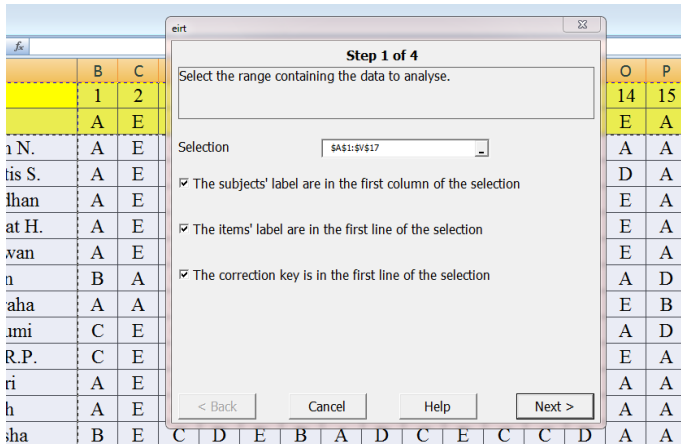 eirt
Step 1 of 4
fx
Select the range containing the data to analyse.
B C O P
1 2 14 15
A E E A
N. A E A A
tis S. A E D A
dhan A E E A
at H. A E E A
wan A E E A
n B A A D
raha A A E B
umi C E A D
R.P. C E E A
ri A E A A
h A E A A
sha B E C D E B A D C E C C D A A
Selection $A$1:$V$17
The subjects' label are in the first column of the selection
The items' label are in the first line of the selection
The correction key is in the first line of the selection
< Back Cancel Help Next >